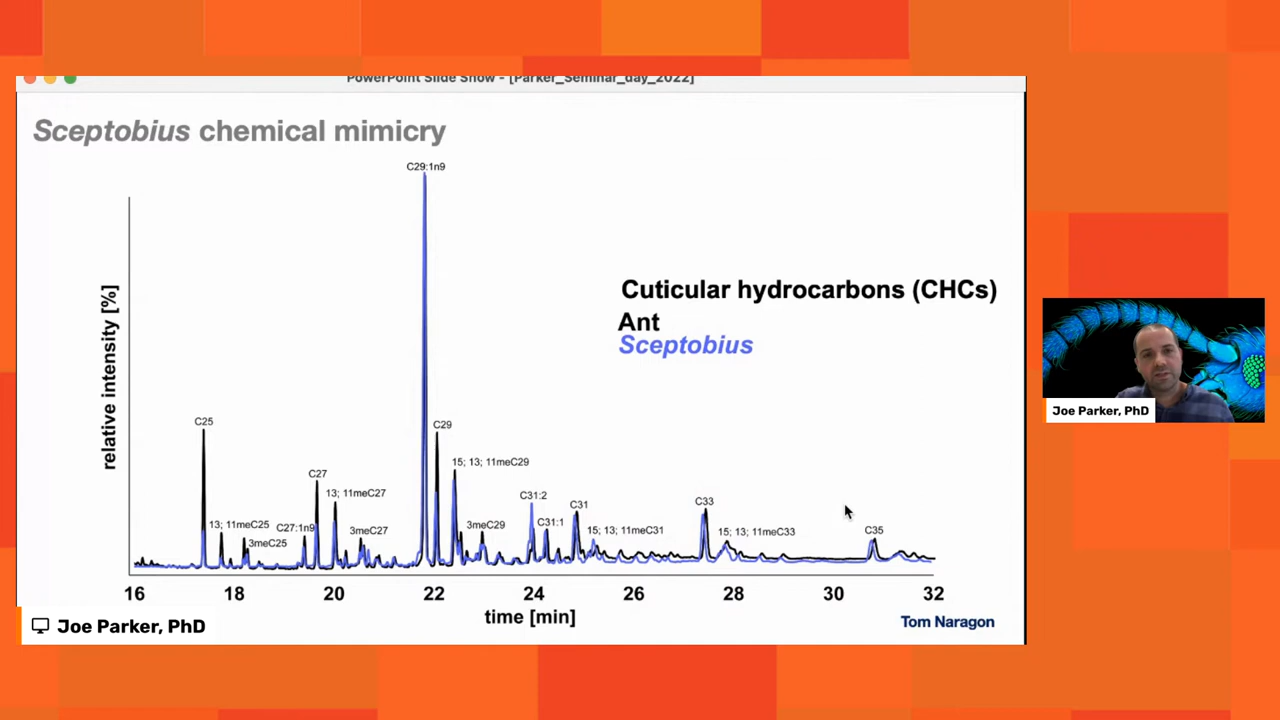 PowerPoint Slide Show - [Parker_Seminar_day_2022]
Sceptobius chemical mimicry
C29:1n9
relative intensity [%]
Cuticular hydrocarbons (CHCs)
Ant
Sceptobius
C25
C29
15; 13; 11meC29
C27
13; 11meC27
C31:2
C31
C33
13; 11meC25
C27:1n9
3meC27
3meC29
C31:1
15; 13; 11meC31
15; 13; 11meC33
C35
3meC25
16 18 20 22 24 26 28 30 32
time [min]
Tom Naragon
Joe Parker, PhD
Joe Parker, PhD